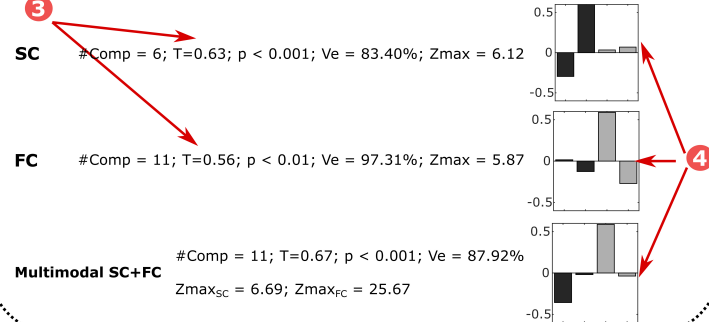 3
SC #Comp = 6; T=0.63; p < 0.001; Ve = 83.40%; Zmax = 6.12
0.5
0
-0.5
FC #Comp = 11; T=0.56; p < 0.01; Ve = 97.31%; Zmax = 5.87
0.5
0
-0.5
4
Multimodal SC+FC
#Comp = 11; T=0.67; p < 0.001; Ve = 87.92%
ZmaxSC = 6.69; ZmaxFC = 25.67
0.5
0
-0.5